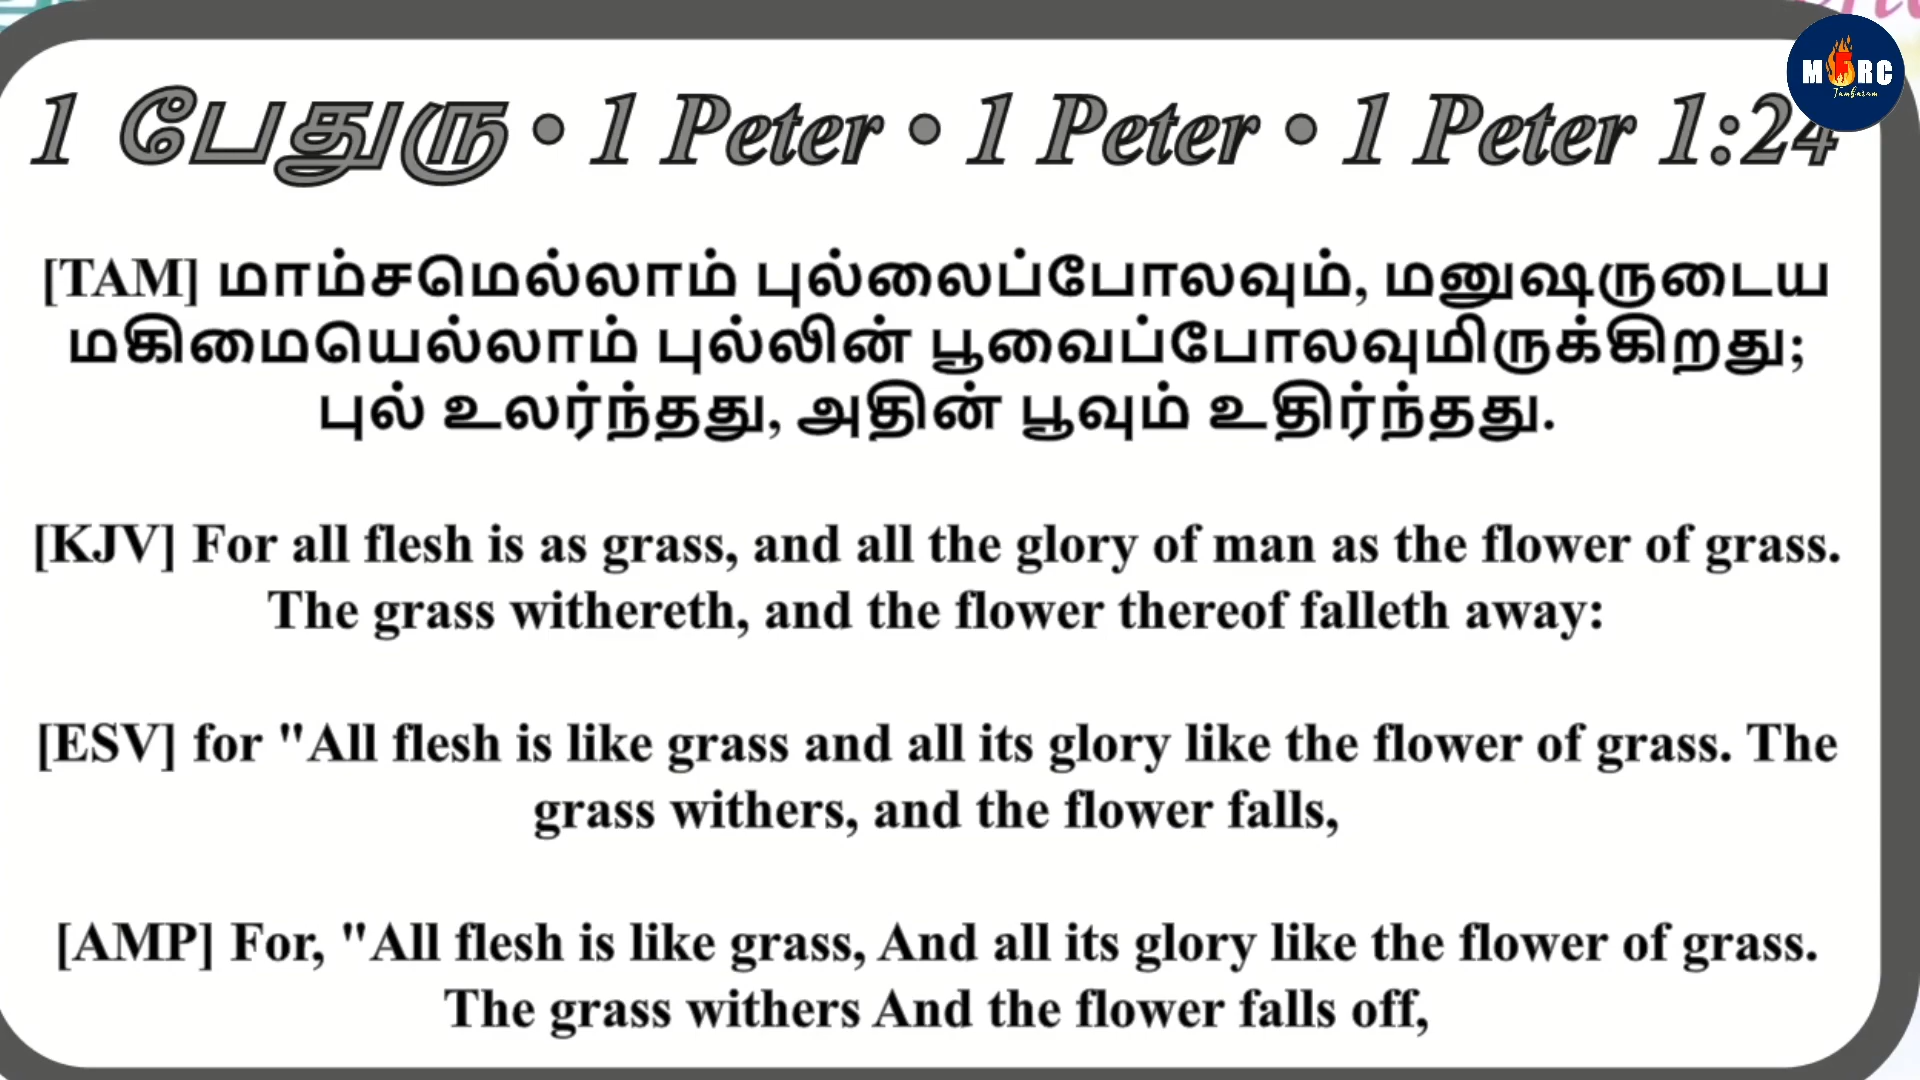 1 பேதுரு • 1 Peter • 1 Peter • 1 Peter 1:24
M FRC
Tambaram
[TAM] மாம்சமெல்லாம் புல்லைப்போலவும், மனுஷருடைய
மகிமையெல்லாம் புல்லின் பூவைப்போலவுமிருக்கிறது;
புல் உலர்ந்தது, அதின் பூவும் உதிர்ந்தது.
[KJV] For all flesh is as grass, and all the glory of man as the flower of grass.
The grass withereth, and the flower thereof falleth away:
[ESV] for "All flesh is like grass and all its glory like the flower of grass. The
grass withers, and the flower falls,
[AMP] For, "All flesh is like grass, And all its glory like the flower of grass.
The grass withers And the flower falls off,